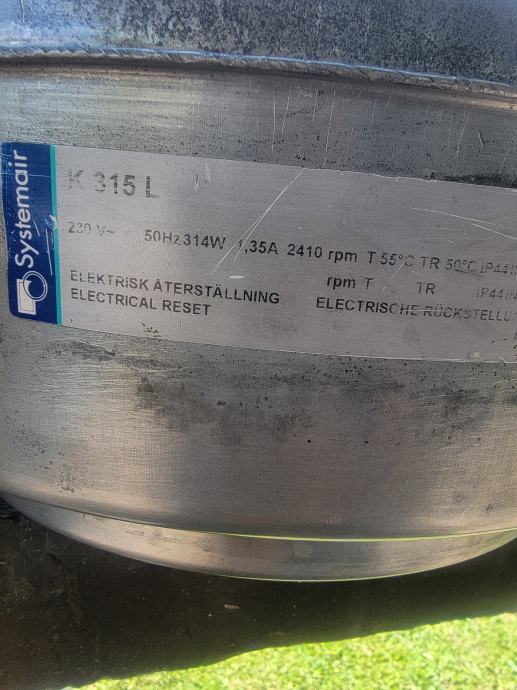 Systemair
K 315 L
230 V~ 50Hz 314W 1,35A 2410 rpm T 55°C TR 50°C IP44
rpm T TR IP44
ELEKTRISK ÅTERSTÄLLNING
ELECTRICAL RESET ELECTRISCHE RÜCKSTELLU